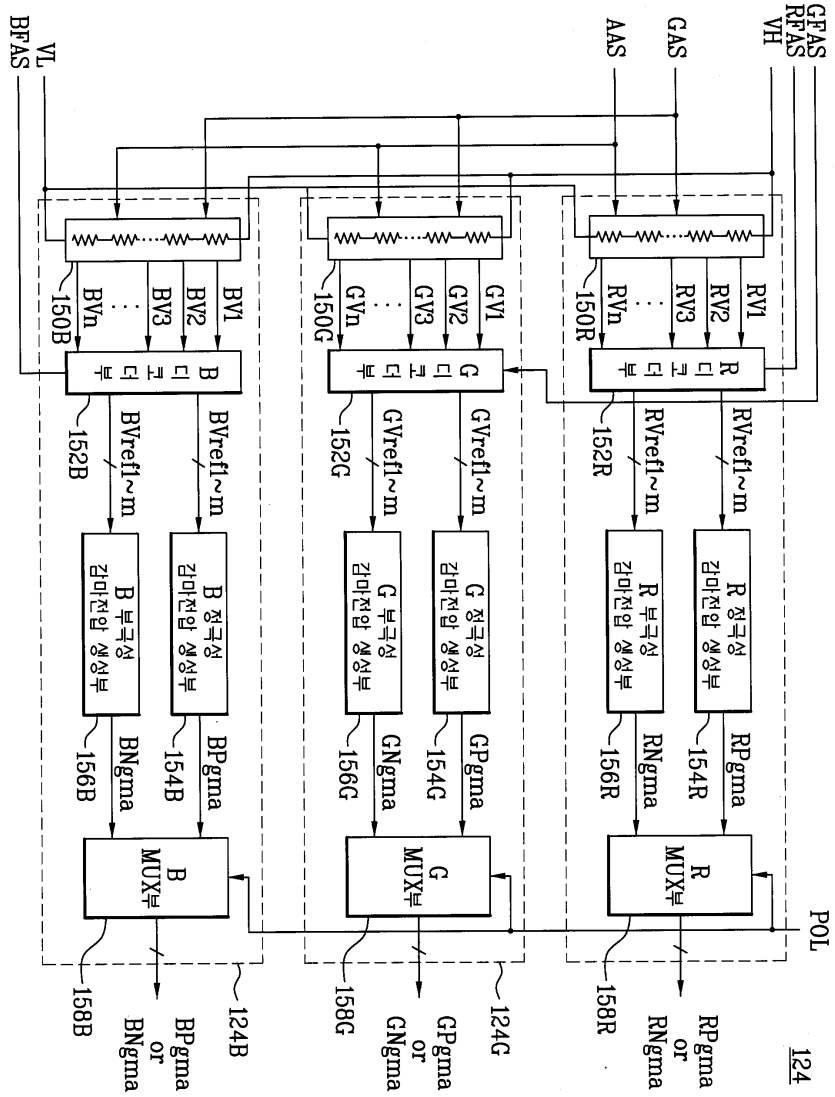 124
GFAS
RFAS
VH
GAS
AAS
VL
BFAS
POL
150R
RV1
RV2
RV3
RVn
R
디
코
더
부
152R
RVref1~m
RVref1~m
R 정극성
감마전압 생성부
154R
R 부극성
감마전압 생성부
156R
RPgma
RNgma
R
MUX부
158R
RPgma
or
RNgma
150G
GV1
GV2
GV3
GVn
G
디
코
더
부
152G
GVref1~m
GVref1~m
G 정극성
감마전압 생성부
154G
G 부극성
감마전압 생성부
156G
GPgma
GNgma
G
MUX부
158G
124G
GPgma
or
GNgma
150B
BV1
BV2
BV3
BVn
B
디
코
더
부
152B
BVref1~m
BVref1~m
B 정극성
감마전압 생성부
154B
B 부극성
감마전압 생성부
156B
BPgma
BNgma
B
MUX부
158B
124B
BPgma
or
BNgma